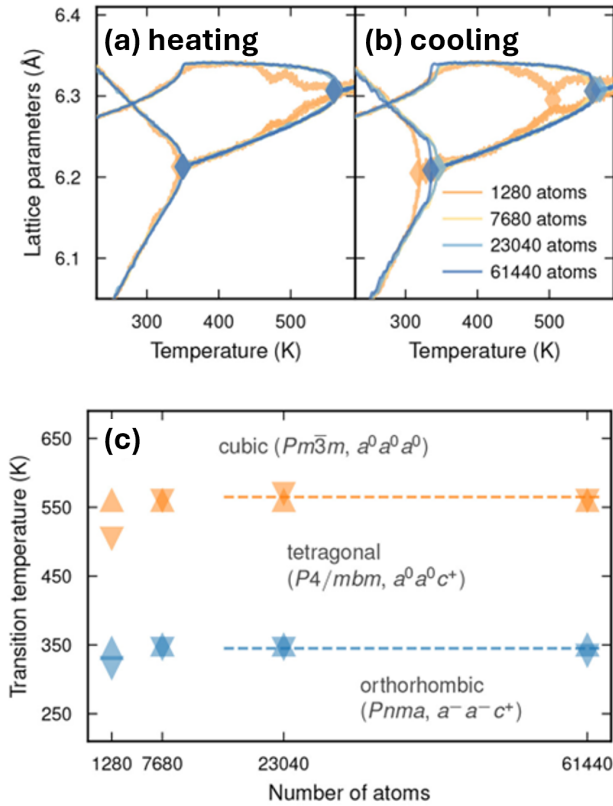 (a) heating
(b) cooling
Lattice parameters (Å)
6.4
6.3
6.2
6.1
1280 atoms
7680 atoms
23040 atoms
61440 atoms
300 400 500
300 400 500
Temperature (K)
Temperature (K)
(c)
Transition temperature (K)
650
550
450
350
250
cubic (Pm3̅m, a⁰a⁰a⁰)
tetragonal
(P4/mbm, a⁰a⁰c⁺)
orthorhombic
(Pnma, a⁻a⁻c⁺)
1280 7680 23040 61440
Number of atoms